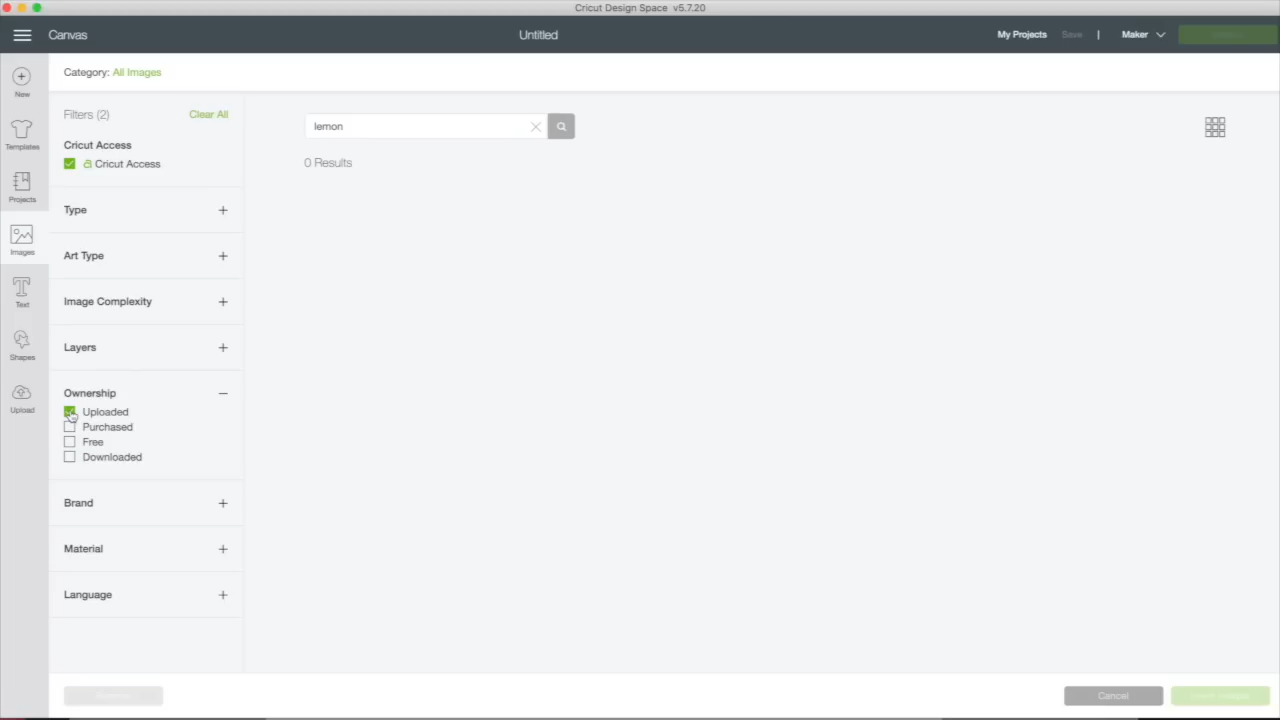 Cricut Design Space v5.7.20
Canvas
Untitled
My Projects
Save
|
Maker
New
Templates
Projects
Images
Text
Shapes
Upload
Category: All Images
Filters (2)
Clear All
Cricut Access
Cricut Access
Type
Art Type
Image Complexity
Layers
Ownership
Uploaded
Purchased
Free
Downloaded
Brand
Material
Language
lemon
0 Results
Cancel